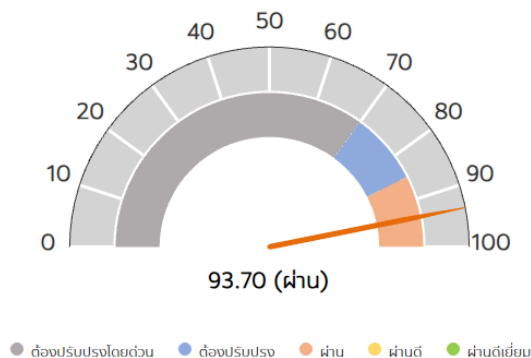 50
40
60
30
70
20
80
10
90
0
100
93.70 (ผ่าน)
ต้องปรับปรุงโดยด่วน
ต้องปรับปรุง
ผ่าน
ผ่านดี
ผ่านดีเยี่ยม